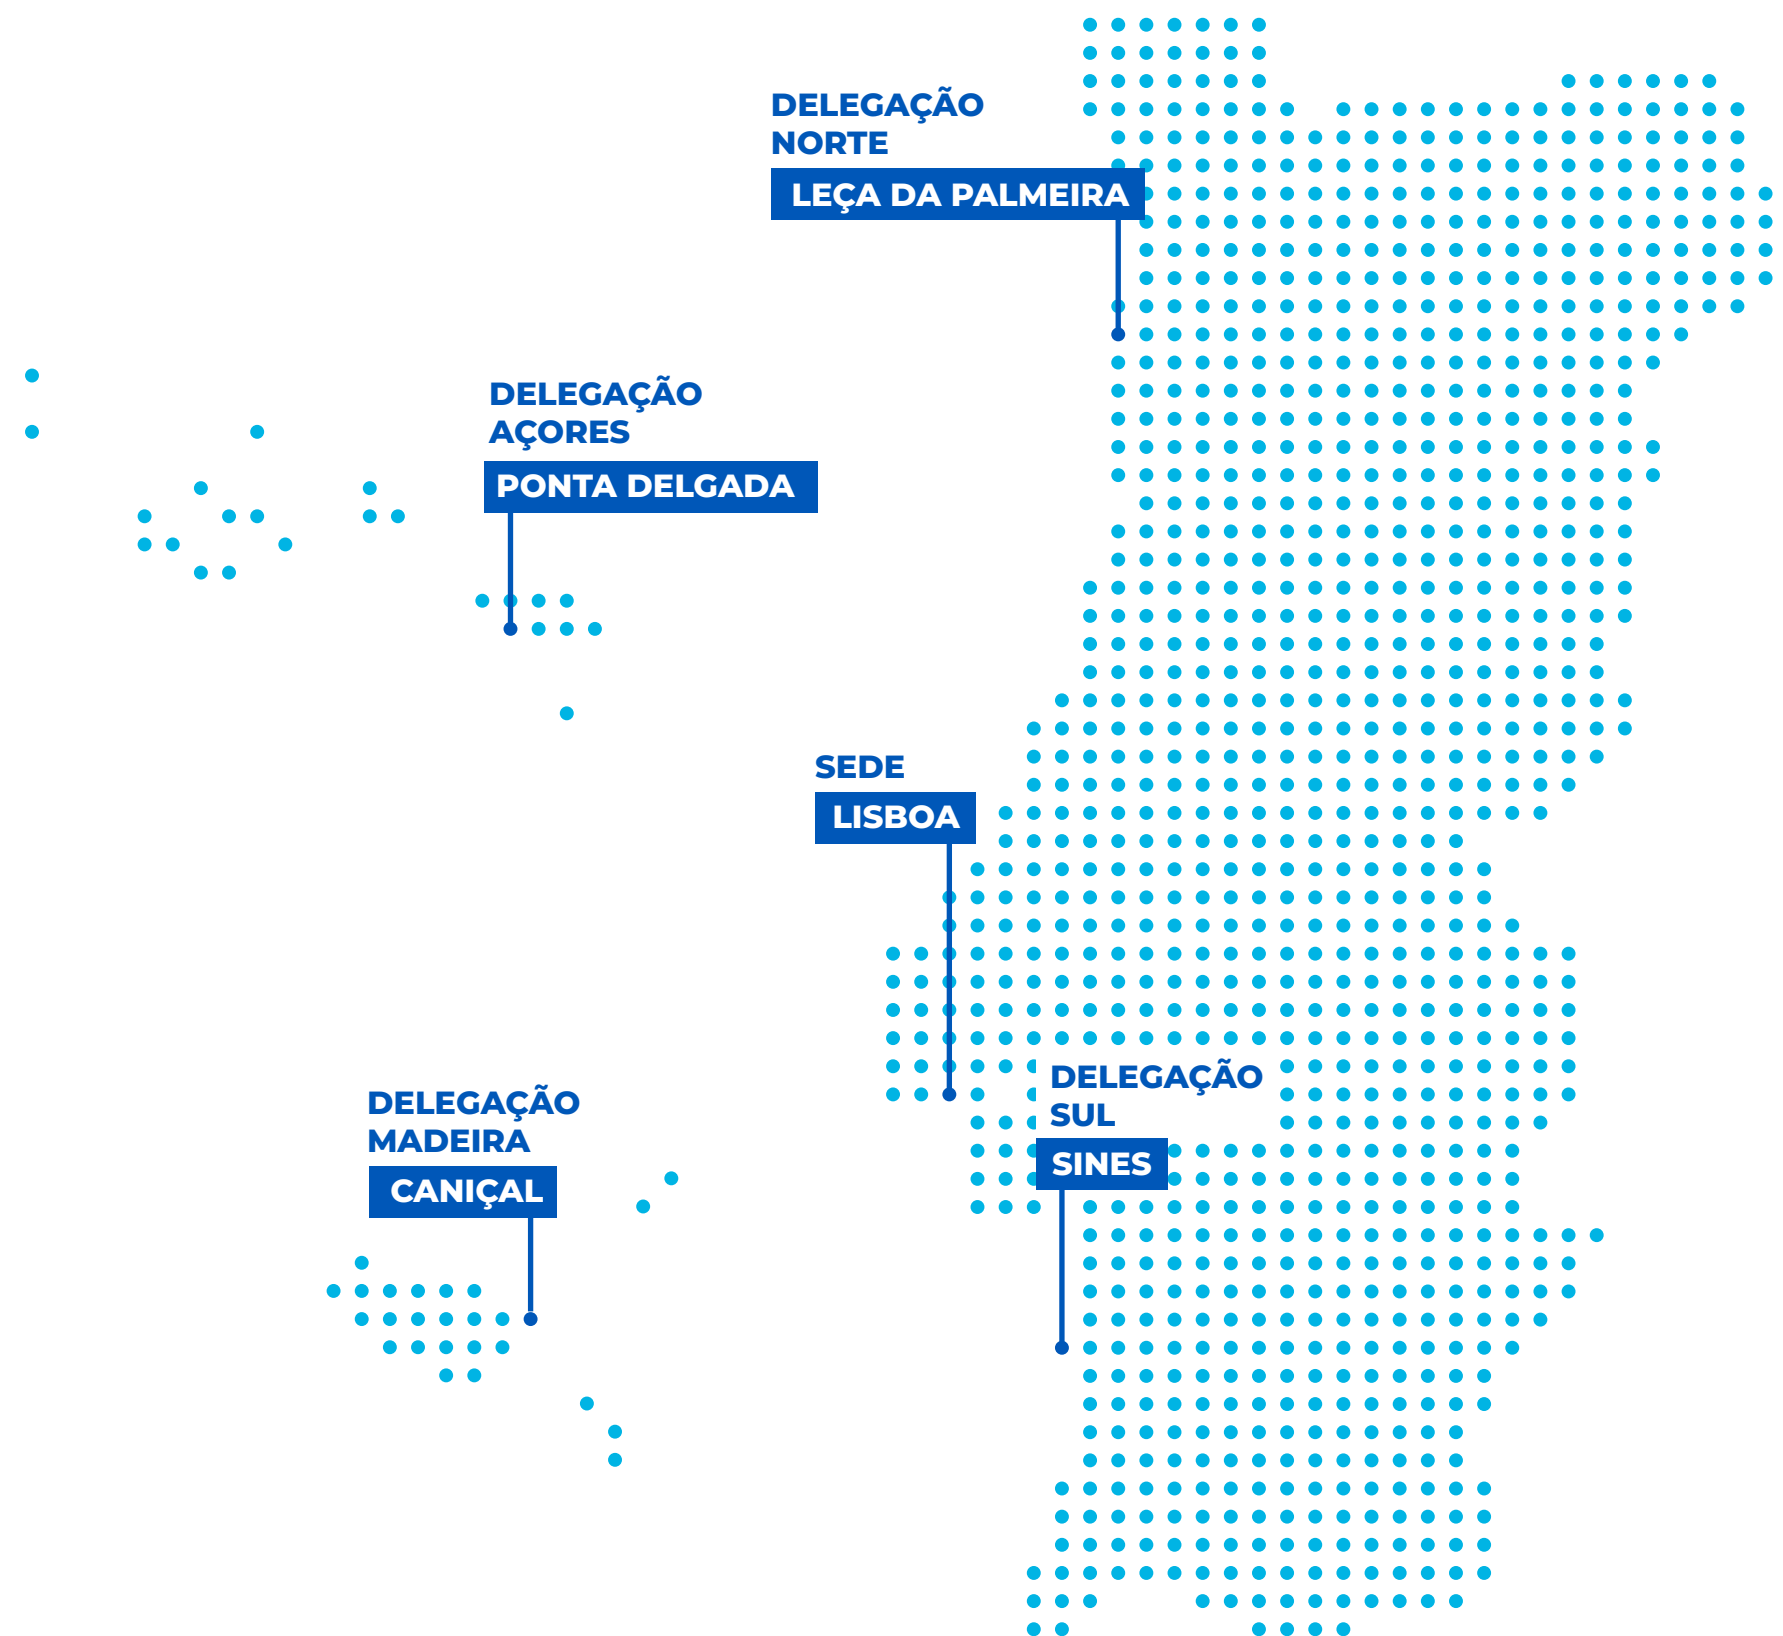 DELEGAÇÃO
NORTE
LEÇA DA PALMEIRA
DELEGAÇÃO
AÇORES
PONTA DELGADA
SEDE
LISBOA
DELEGAÇÃO
SUL
SINES
DELEGAÇÃO
MADEIRA
CANIÇAL